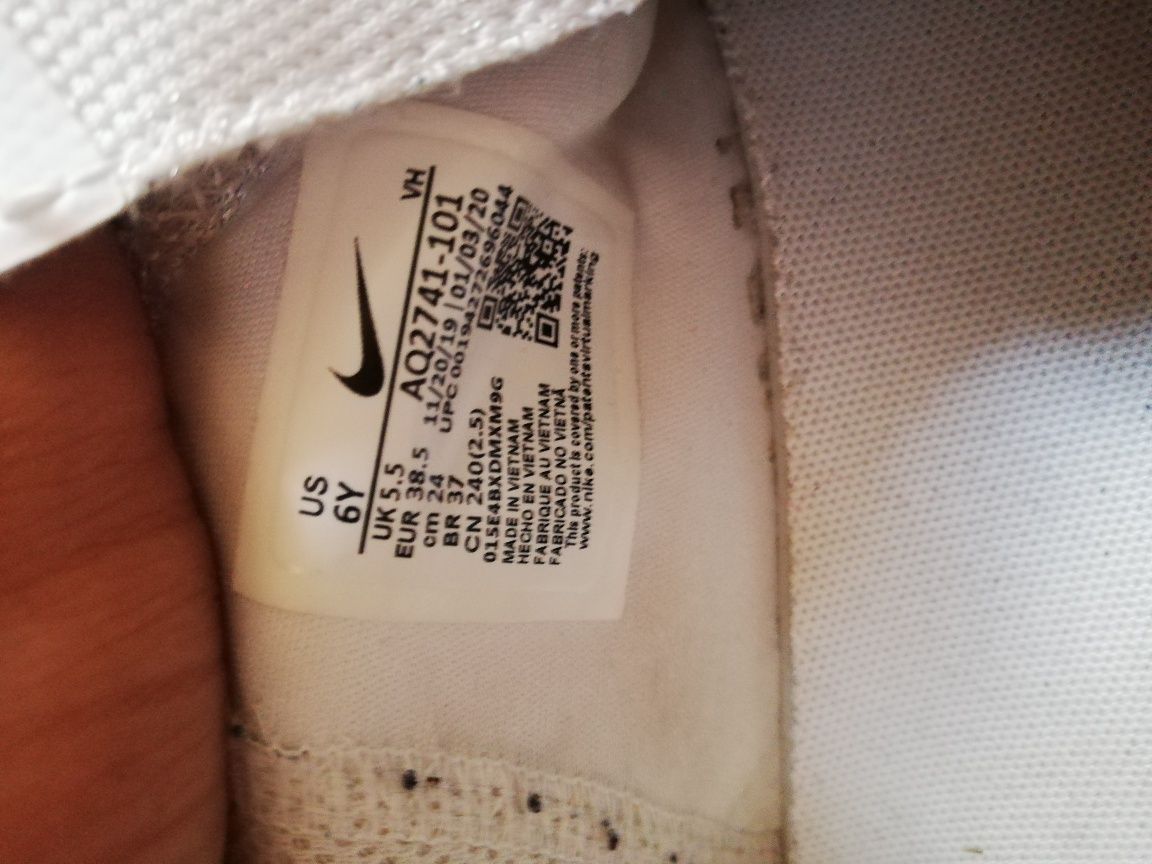 US
6Y
VH
UK 5.5
EUR 38.5
cm 24
BR 37
CN 240(2.5)
AQ2741-101
11/20/19 | 01/03/20
UPC 00194272696044
015E4BXDMXM9G
MADE IN VIETNAM
HECHO EN VIETNAM
FABRIQUE AU VIETNAM
FABRICADO NO VIETNÃ
This product is covered by one or more patents:
www.nike.com/patentsvirtualmarking